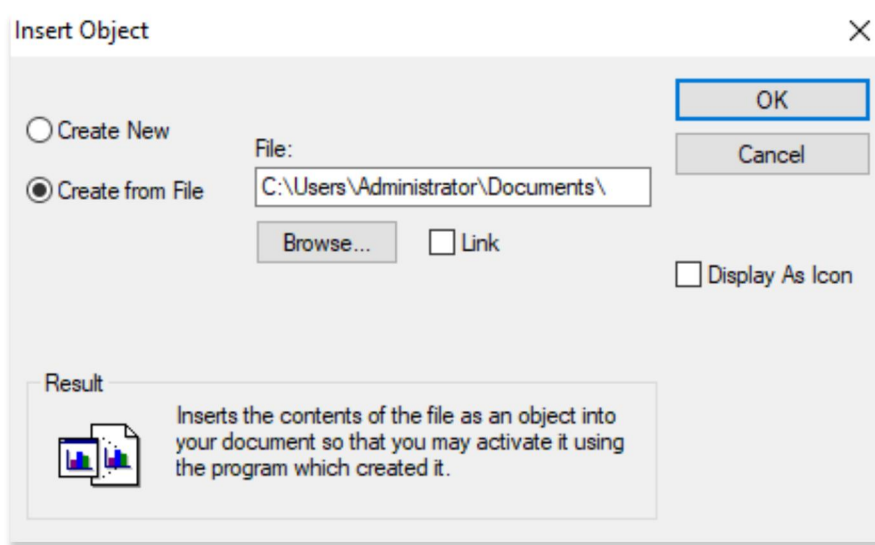 Insert Object
OK
Create New
File:
Cancel
Create from File
C:\Users\Administrator\Documents\
Browse...
Link
Display As Icon
Result
Inserts the contents of the file as an object into
your document so that you may activate it using
the program which created it.